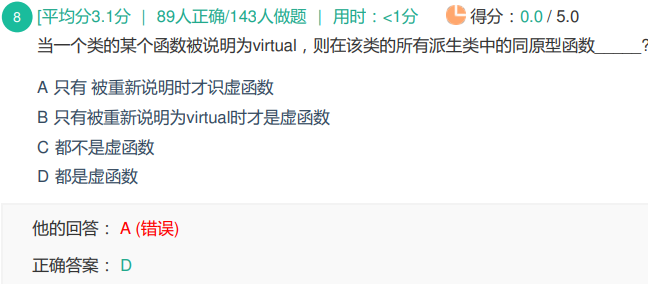 8 [平均分3.1分 | 89人正确/143人做题 | 用时：<1分 得分：0.0 / 5.0
当一个类的某个函数被说明为virtual，则在该类的所有派生类中的同原型函数_____?
A 只有 被重新说明时才识虚函数
B 只有被重新说明为virtual时才是虚函数
C 都不是虚函数
D 都是虚函数
他的回答： A (错误)
正确答案： D